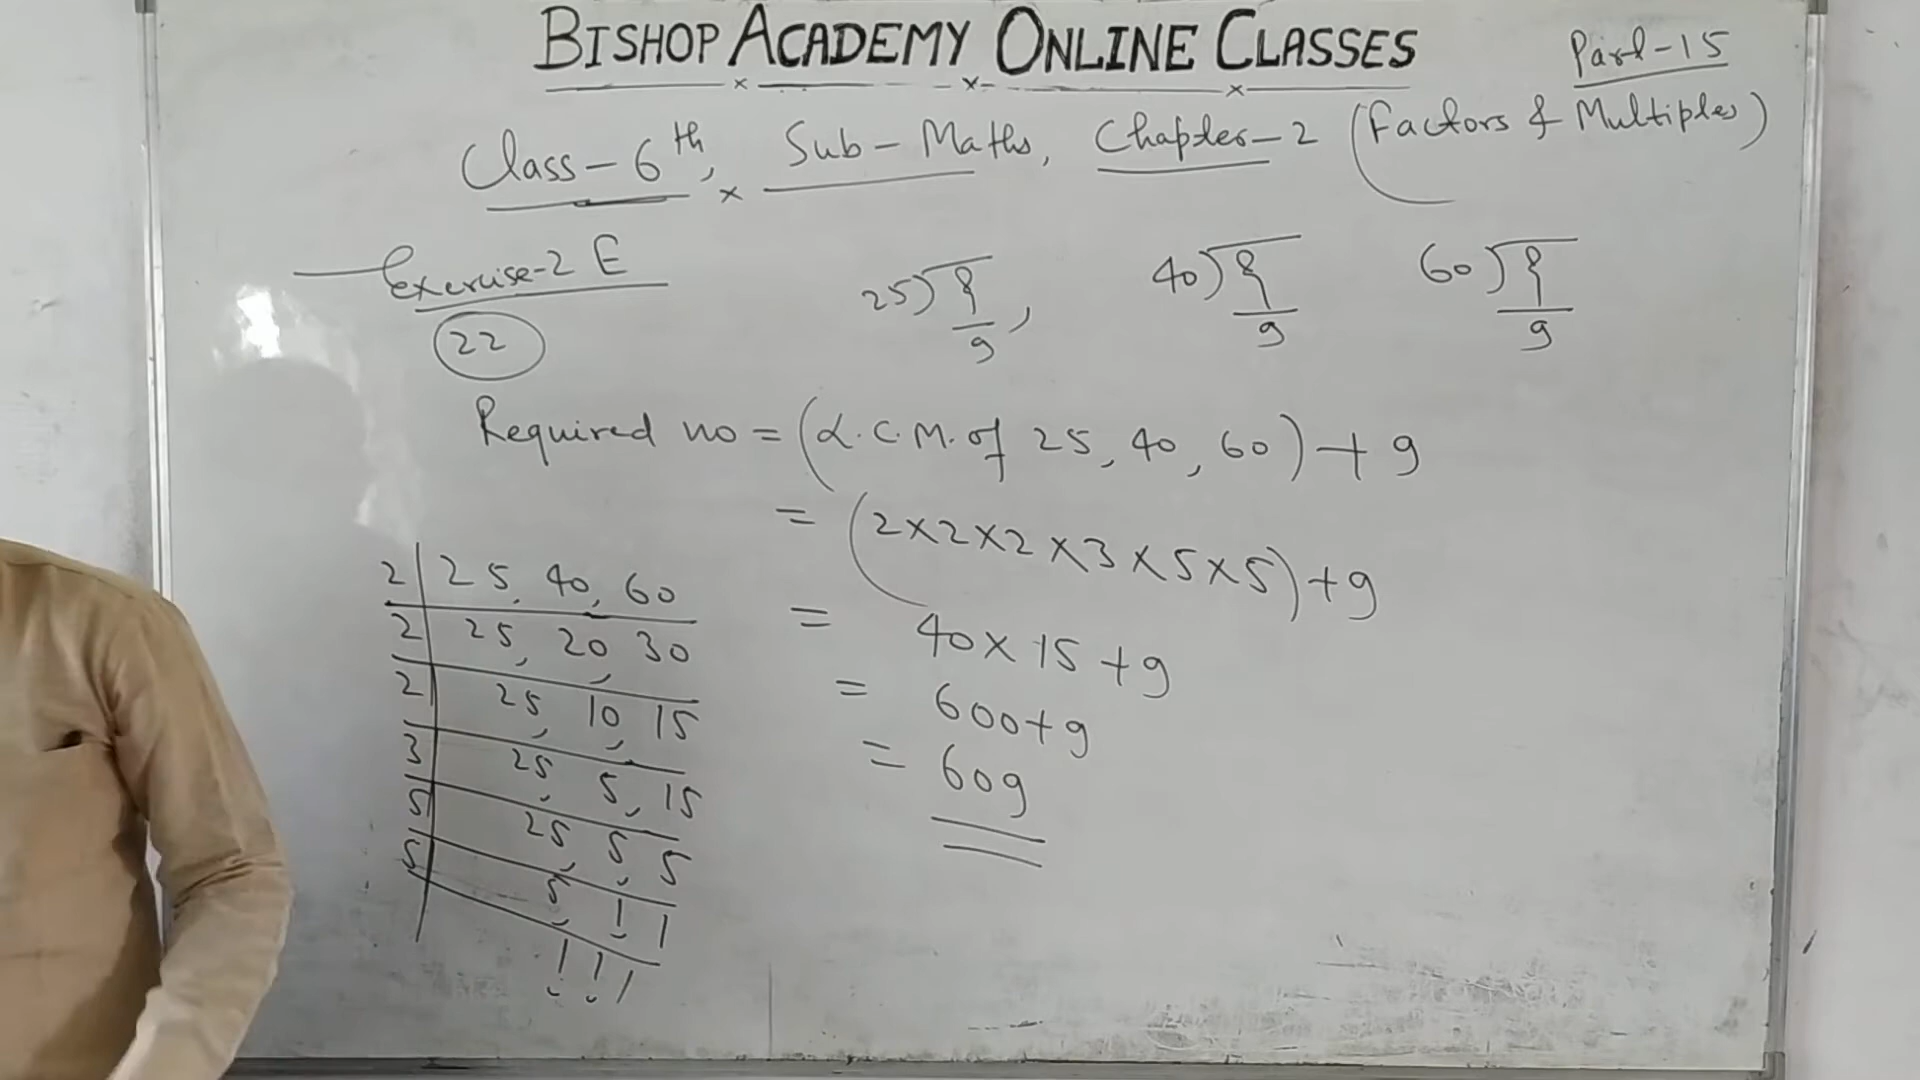 BISHOP ACADEMY ONLINE CLASSES
Part-15
Class-6th, Sub-Maths, Chapter-2 (Factors & Multiples)
Exercise-2 E
22
25)?
9,
40)?
9
60)?
9
Required no = (L.C.M. of 25, 40, 60) + 9
= (2×2×2×3×5×5)+9
= 40×15+9
= 600+9
= 609
2 | 25, 40, 60
2 | 25, 20, 30
2 | 25, 10, 15
3 | 25, 5, 15
5 | 25, 5, 5
5 | 5, 1, 1
1, 1, 1